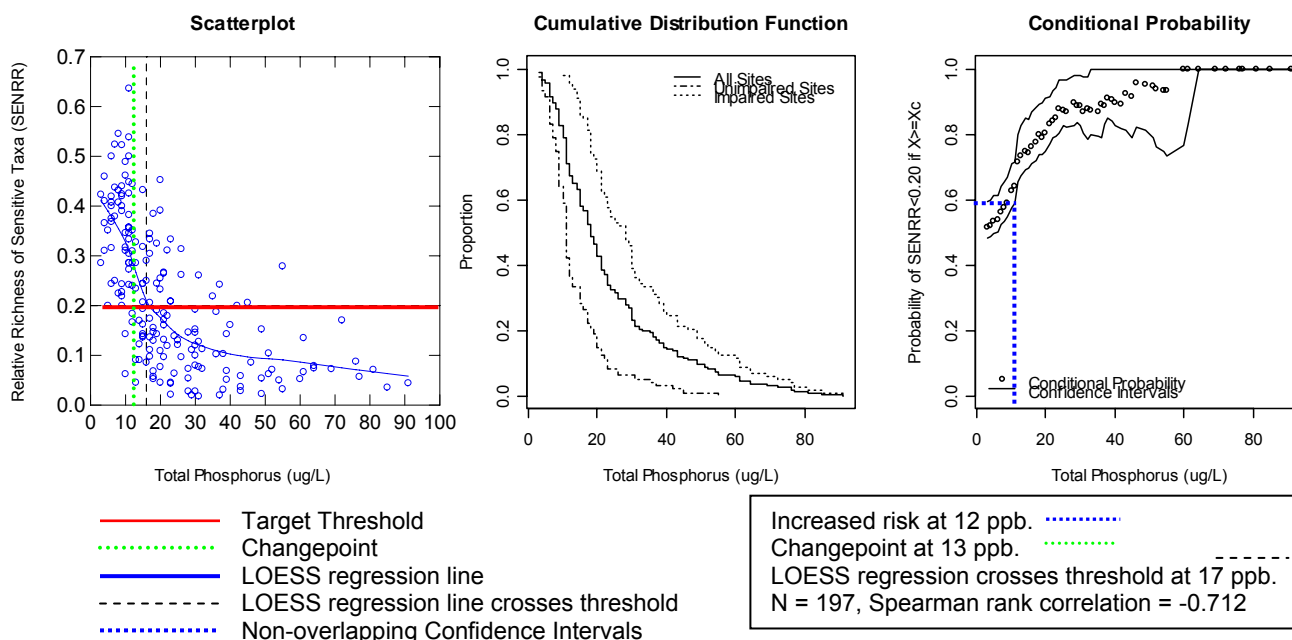 Scatterplot
Relative Richness of Sensitive Taxa (SENRR)
0.7
0.6
0.5
0.4
0.3
0.2
0.1
0.0
0 10 20 30 40 50 60 70 80 90 100
Total Phosphorus (ug/L)
Cumulative Distribution Function
Proportion
1.0
0.8
0.6
0.4
0.2
0.0
All Sites
Unimpaired Sites
Impaired Sites
0 20 40 60 80
Total Phosphorus (ug/L)
Conditional Probability
Probability of SENRR<0.20 if X>=Xc
1.0
0.8
0.6
0.4
0.2
0.0
Conditional Probability
Confidence Intervals
0 20 40 60 80
Total Phosphorus (ug/L)
Target Threshold
Changepoint
LOESS regression line
LOESS regression line crosses threshold
Non-overlapping Confidence Intervals
Increased risk at 12 ppb.
Changepoint at 13 ppb.
LOESS regression crosses threshold at 17 ppb.
N = 197, Spearman rank correlation = -0.712